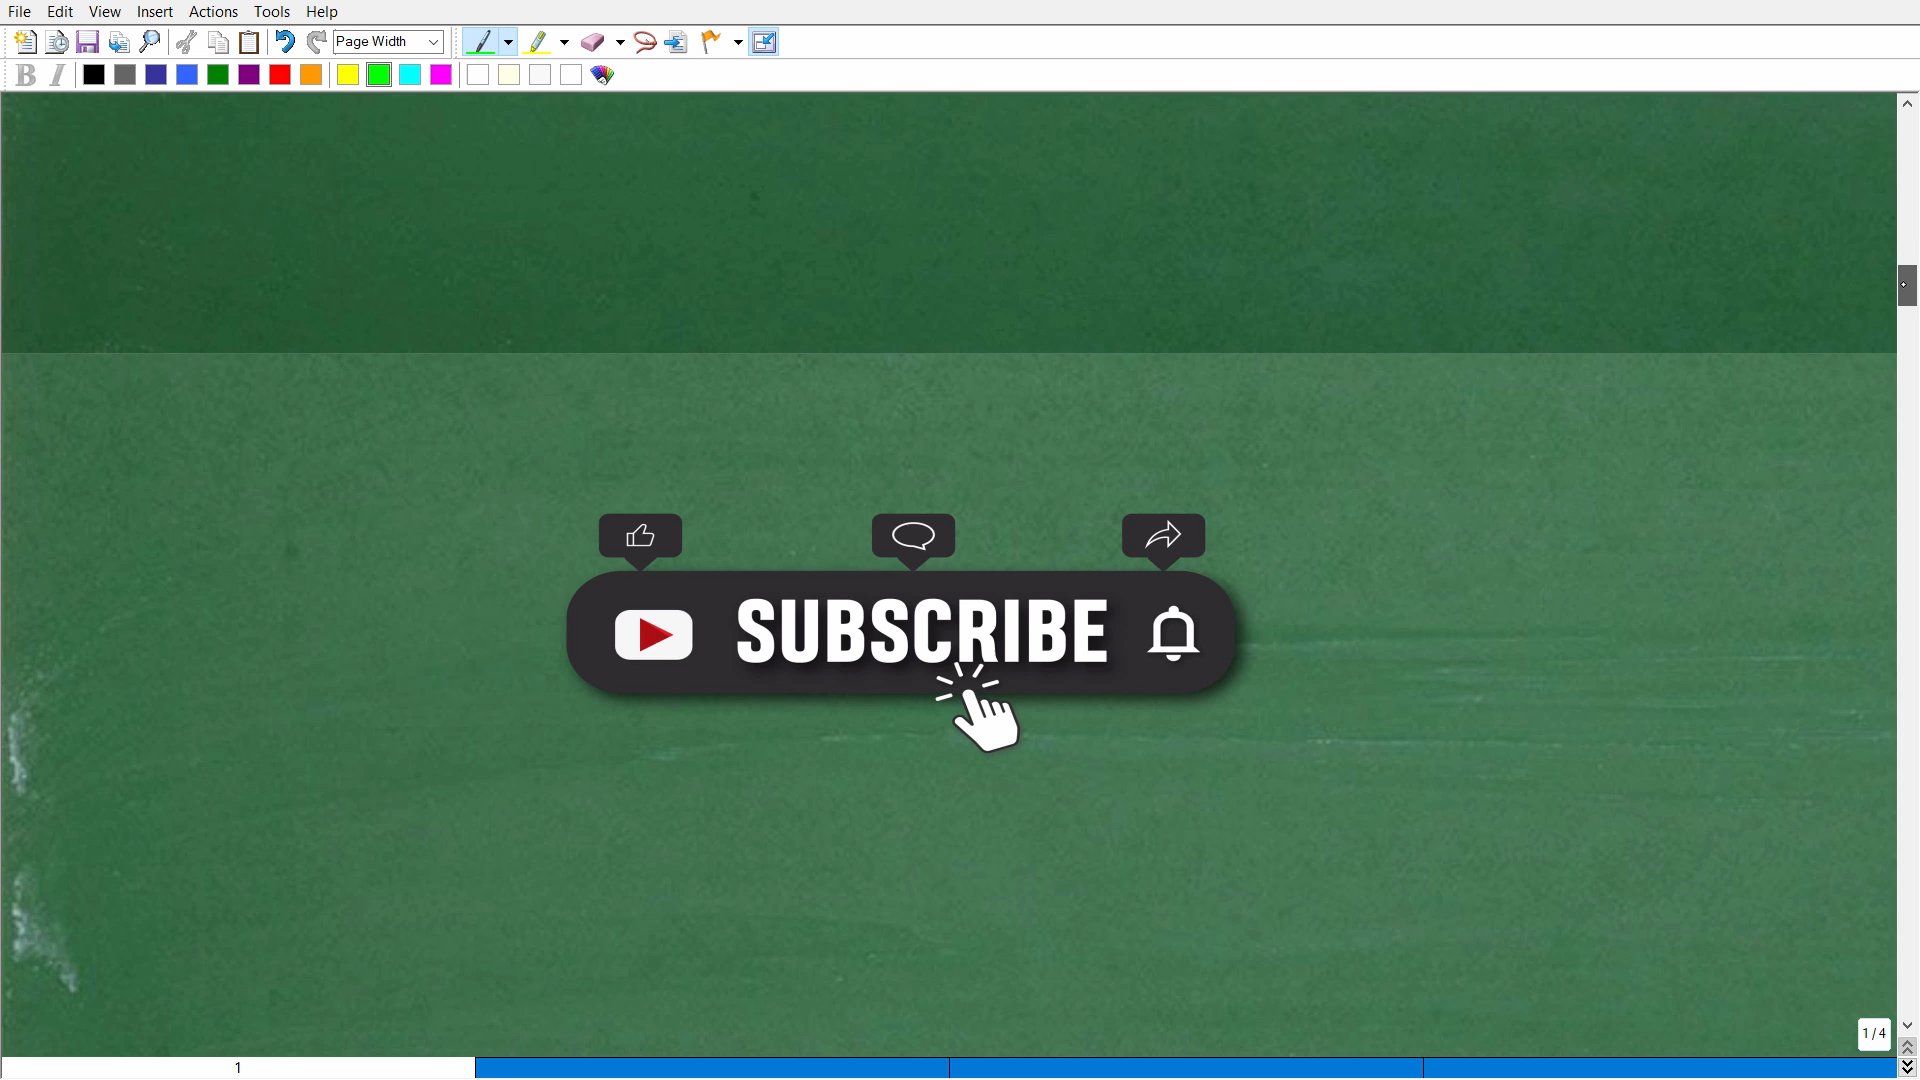 File Edit View Insert Actions Tools Help
Page Width
B I
SUBSCRIBE
1 / 4
1